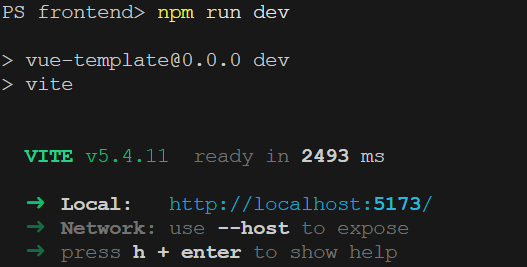 PS frontend> npm run dev
> vue-template@0.0.0 dev
> vite
VITE v5.4.11  ready in 2493 ms
➜  Local:   http://localhost:5173/
➜  Network: use --host to expose
➜  press h + enter to show help